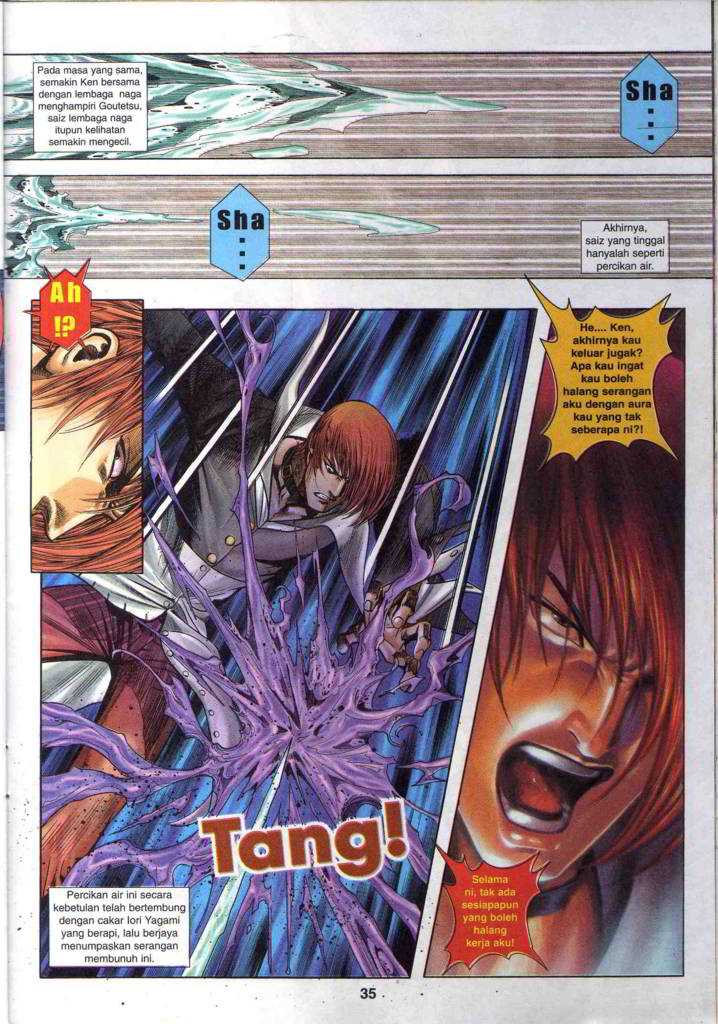 Pada masa yang sama,
semakin Ken bersama
dengan lembaga naga
menghampiri Goutetsu,
saiz lembaga naga
itupun kelihatan
semakin mengecil.
Sha
...
Sha
...
Akhirnya,
saiz yang tinggal
hanyalah seperti
percikan air.
Ah
!?
He.... Ken,
akhirnya kau
keluar jugak?
Apa kau ingat
kau boleh
halang serangan
aku dengan aura
kau yang tak
seberapa ni?!
Tang!
Percikan air ini secara
kebetulan telah bertembung
dengan cakar Iori Yagami
yang berapi, lalu berjaya
menumpaskan serangan
membunuh ini.
Selama
ni, tak ada
sesiapapun
yang boleh
halang
kerja aku!
35